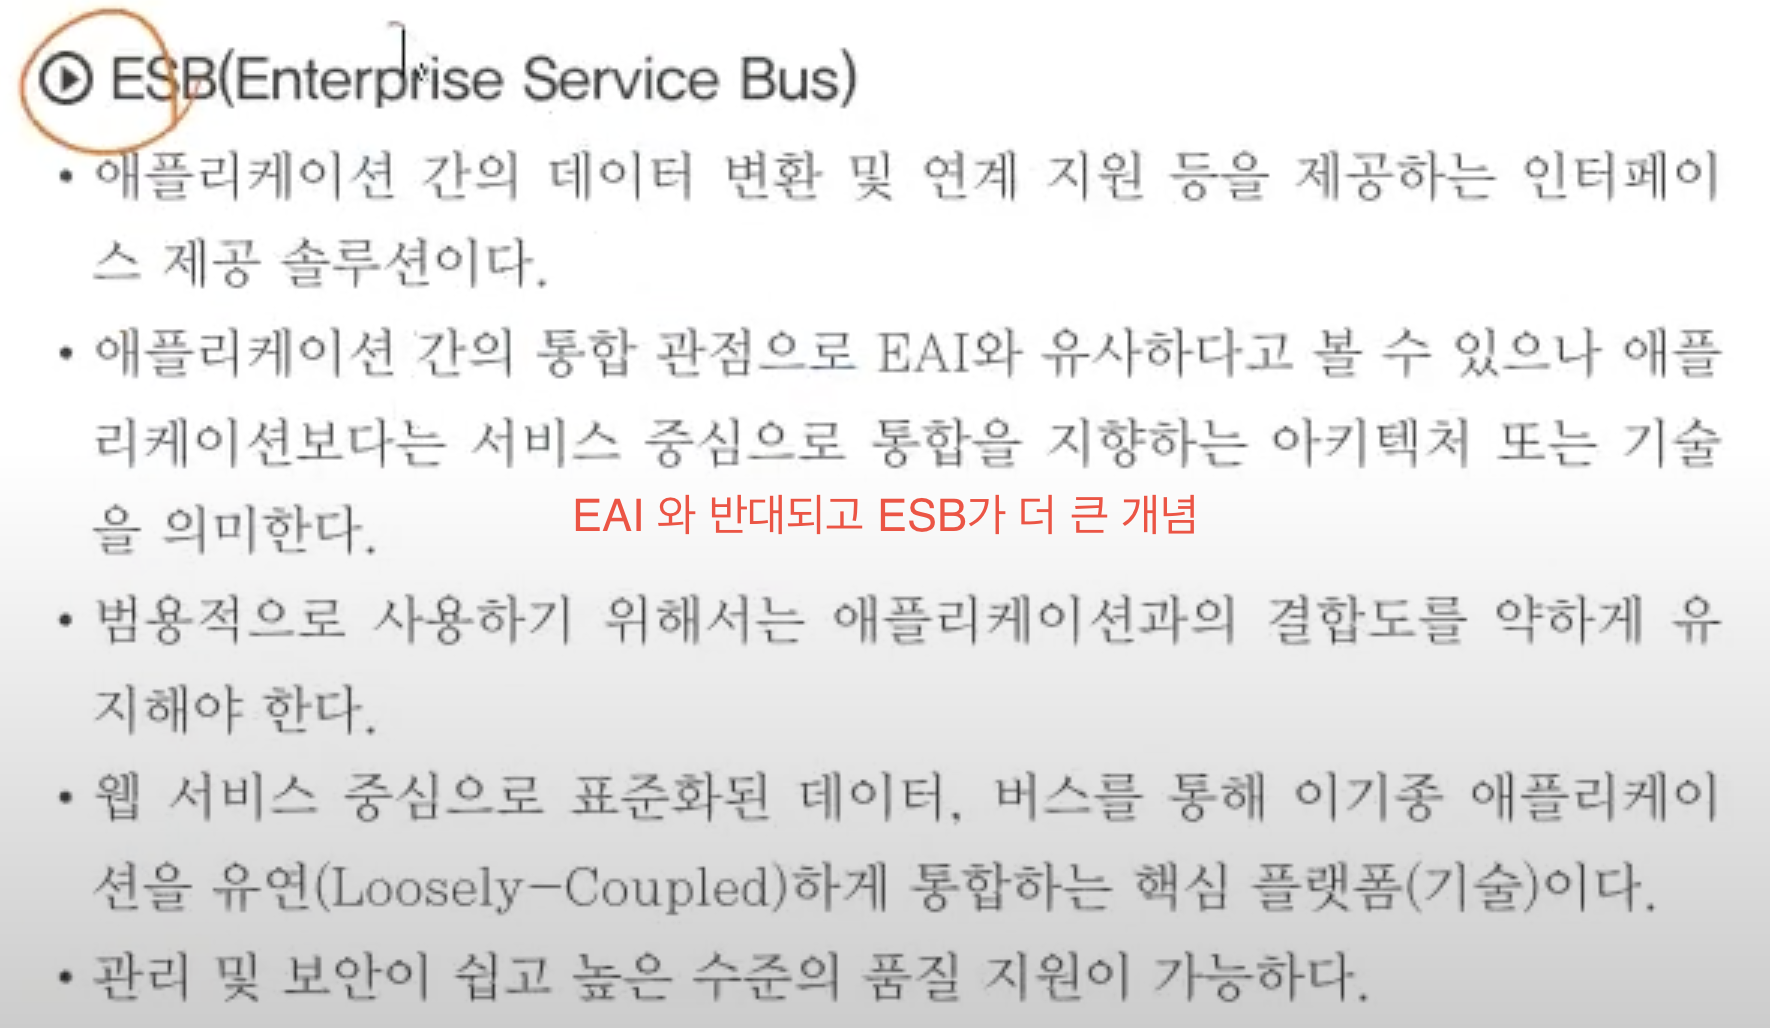 ESB(Enterprise Service Bus)
• 애플리케이션 간의 데이터 변환 및 연계 지원 등을 제공하는 인터페이
스 제공 솔루션이다.
• 애플리케이션 간의 통합 관점으로 EAI와 유사하다고 볼 수 있으나 애플
리케이션보다는 서비스 중심으로 통합을 지향하는 아키텍처 또는 기술
을 의미한다.
EAI 와 반대되고 ESB가 더 큰 개념
• 범용적으로 사용하기 위해서는 애플리케이션과의 결합도를 약하게 유
지해야 한다.
• 웹 서비스 중심으로 표준화된 데이터, 버스를 통해 이기종 애플리케이
션을 유연(Loosely-Coupled)하게 통합하는 핵심 플랫폼(기술)이다.
• 관리 및 보안이 쉽고 높은 수준의 품질 지원이 가능하다.